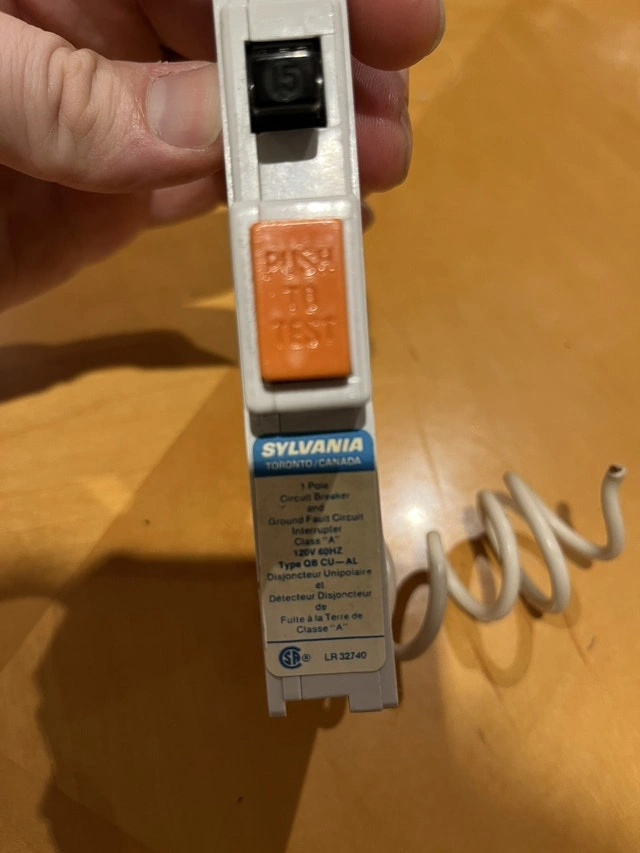 15
PUSH
TO
TEST
SYLVANIA
TORONTO/CANADA
1 Pole
Circuit Breaker
and
Ground Fault Circuit
Interrupter
Class "A"
120V 60HZ
Type QB CU—AL
Disjoncteur Unipolaire
et
Détecteur Disjoncteur
de
Fuite à la Terre de
Classe "A"
CSA ® LR 32740